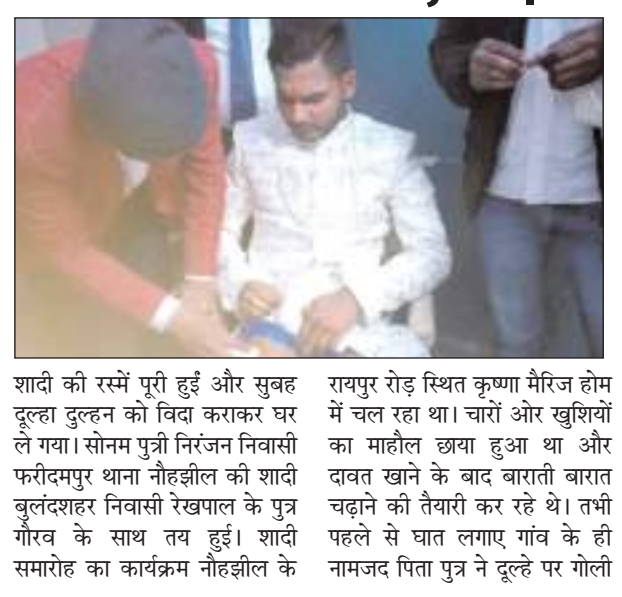 शादी की रस्में पूरी हुईं और सुबह
दूल्हा दुल्हन को विदा कराकर घर
ले गया। सोनम पुत्री निरंजन निवासी
फरीदमपुर थाना नौहझील की शादी
बुलंदशहर निवासी रेखपाल के पुत्र
गौरव के साथ तय हुई। शादी
समारोह का कार्यक्रम नौहझील के
रायपुर रोड़ स्थित कृष्णा मैरिज होम
में चल रहा था। चारों ओर खुशियों
का माहौल छाया हुआ था और
दावत खाने के बाद बाराती बारात
चढ़ाने की तैयारी कर रहे थे। तभी
पहले से घात लगाए गांव के ही
नामजद पिता पुत्र ने दूल्हे पर गोली